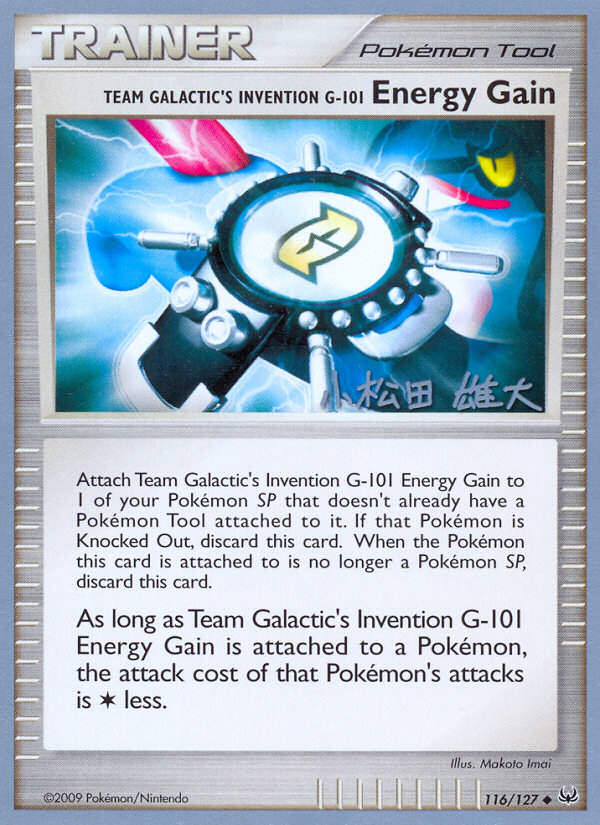 TRAINER
Pokémon Tool
TEAM GALACTIC'S INVENTION G-101 Energy Gain
小松田 雄大
Attach Team Galactic's Invention G-101 Energy Gain to
1 of your Pokémon SP that doesn't already have a
Pokémon Tool attached to it. If that Pokémon is
Knocked Out, discard this card. When the Pokémon
this card is attached to is no longer a Pokémon SP,
discard this card.
As long as Team Galactic's Invention G-101
Energy Gain is attached to a Pokémon,
the attack cost of that Pokémon's attacks
is ✶ less.
Illus. Makoto Imai
©2009 Pokémon/Nintendo
116/127 ◆